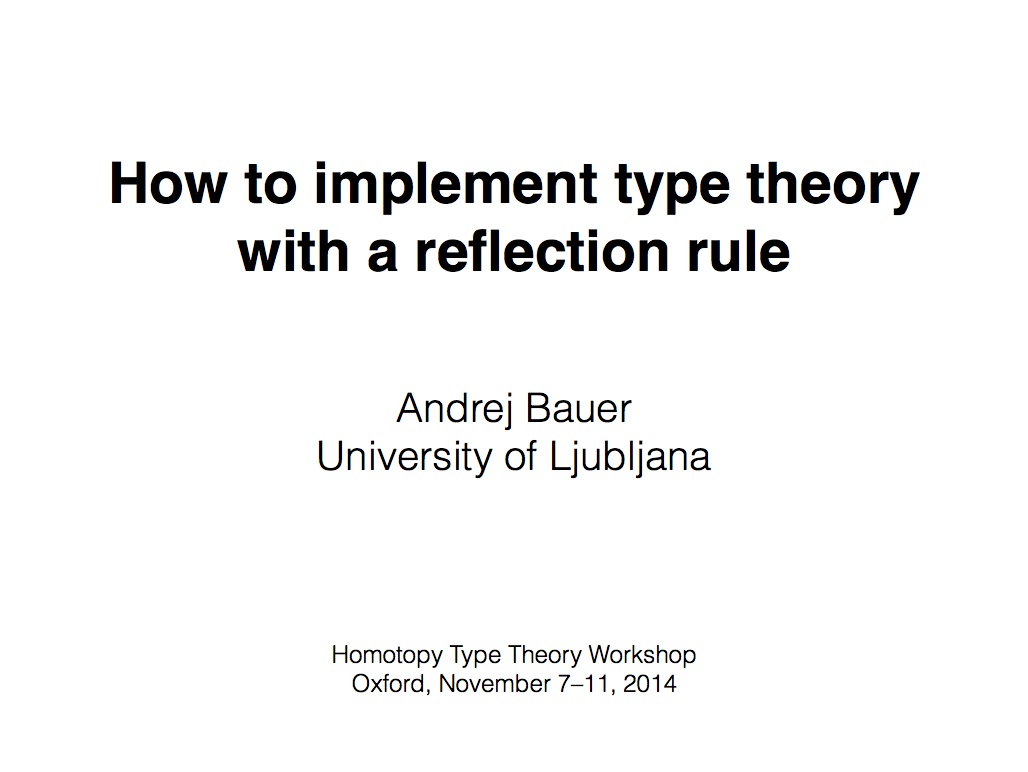 How to implement type theory
with a reflection rule
Andrej Bauer
University of Ljubljana
Homotopy Type Theory Workshop
Oxford, November 7–11, 2014